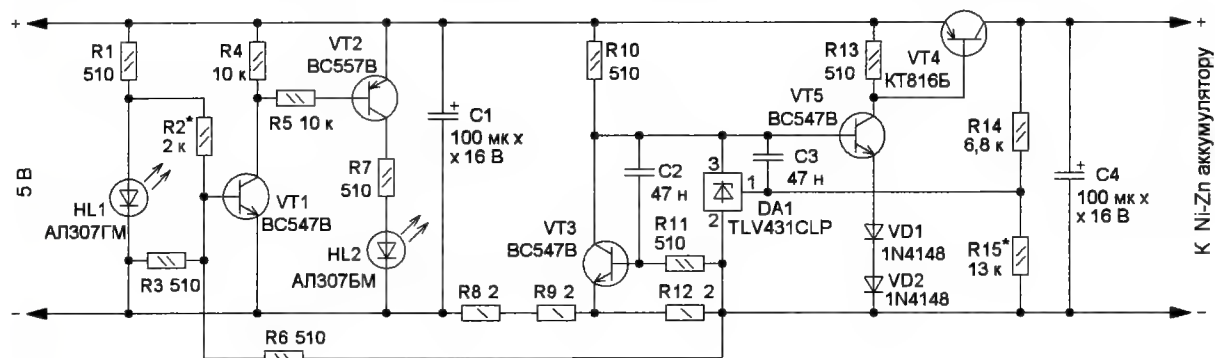 +
5 В
−
R1
510
R2*
2 к
HL1
АЛ307ГМ
R3 510
R4
10 к
R5 10 к
VT1
BC547B
VT2
BC557B
R7
510
HL2
АЛ307БМ
R6 510
+
C1
100 мк x
x 16 В
R8 2
R9 2
R10
510
VT3
BC547B
C2
47 н
R11
510
R12 2
3
1
2
DA1
TLV431CLP
C3
47 н
R13
510
VT5
BC547B
VT4
КТ816Б
VD1
1N4148
VD2
1N4148
R14
6,8 к
R15*
13 к
+
C4
100 мк x
x 16 В
+
К Ni-Zn аккумулятору
−